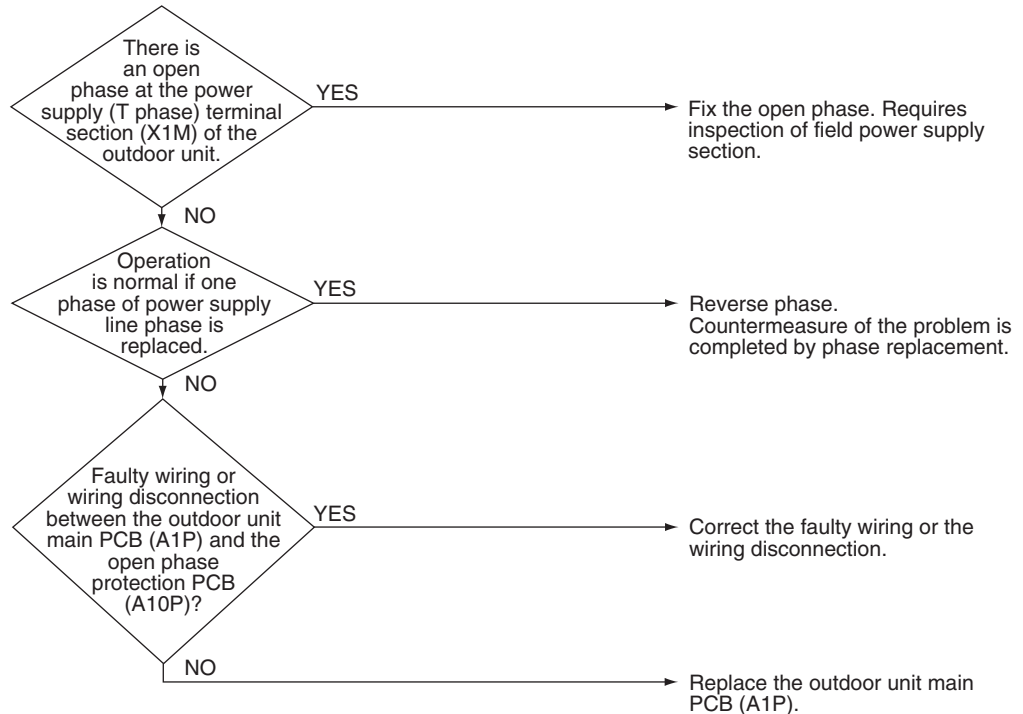 There is
an open
phase at the power
supply (T phase) terminal
section (X1M) of the
outdoor unit.
YES
Fix the open phase. Requires
inspection of field power supply
section.
NO
Operation
is normal if one
phase of power supply
line phase is
replaced.
YES
Reverse phase.
Countermeasure of the problem is
completed by phase replacement.
NO
Faulty wiring or
wiring disconnection
between the outdoor unit
main PCB (A1P) and the
open phase
protection PCB
(A10P)?
YES
Correct the faulty wiring or the
wiring disconnection.
NO
Replace the outdoor unit main
PCB (A1P).